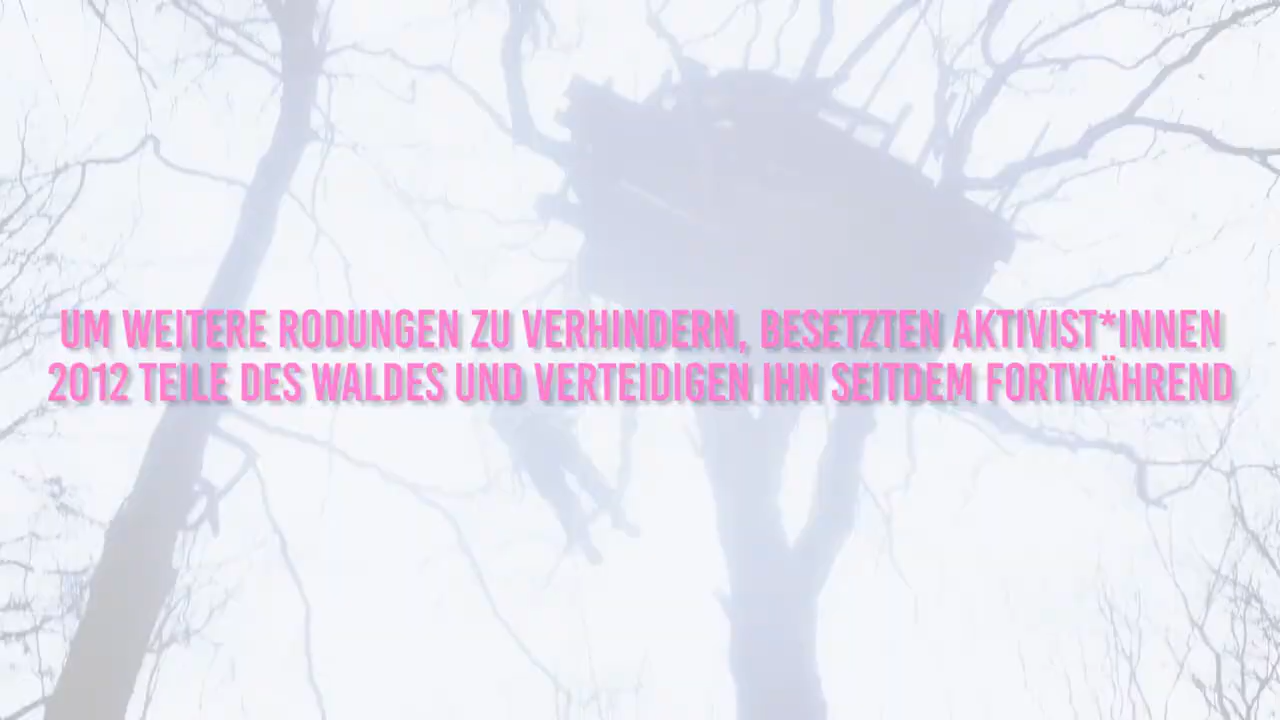 UM WEITERE RODUNGEN ZU VERHINDERN, BESETZTEN AKTIVIST*INNEN
2012 TEILE DES WALDES UND VERTEIDIGEN IHN SEITDEM FORTWÄHREND